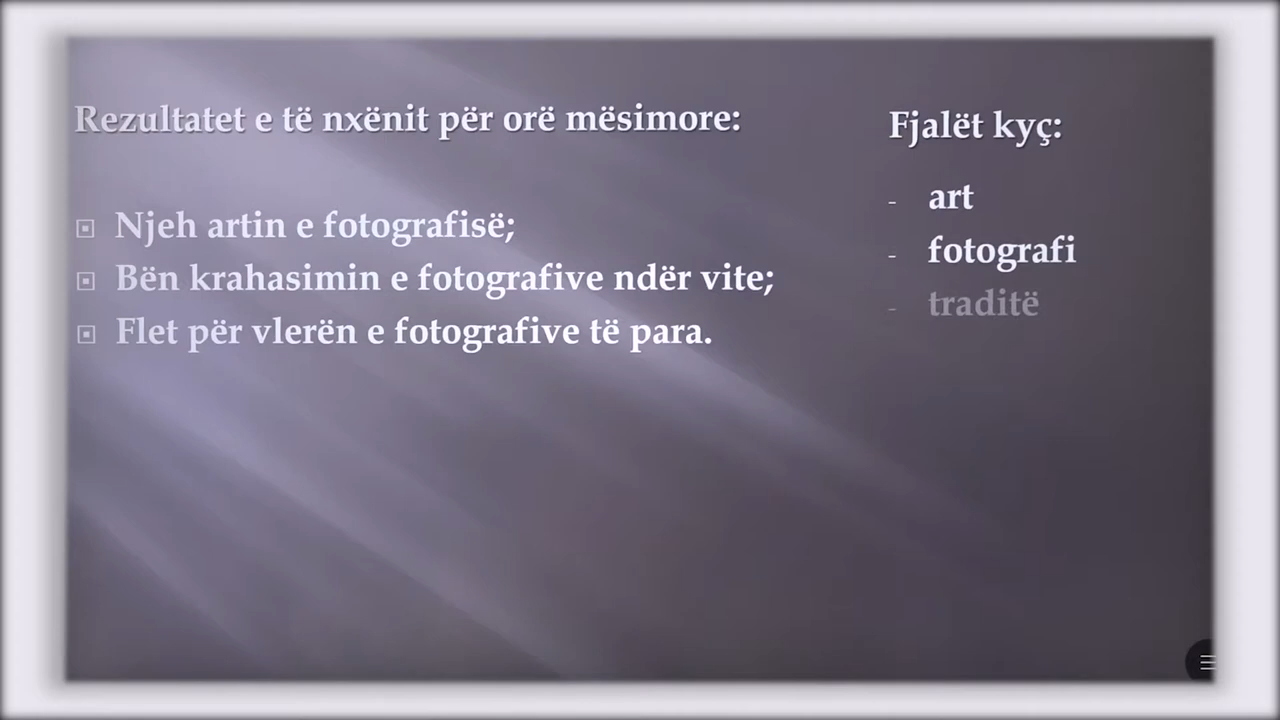 Rezultatet e të nxënit për orë mësimore:
Njeh artin e fotografisë;
Bën krahasimin e fotografive ndër vite;
Flet për vlerën e fotografive të para.
Fjalët kyç:
- art
- fotografi
- traditë